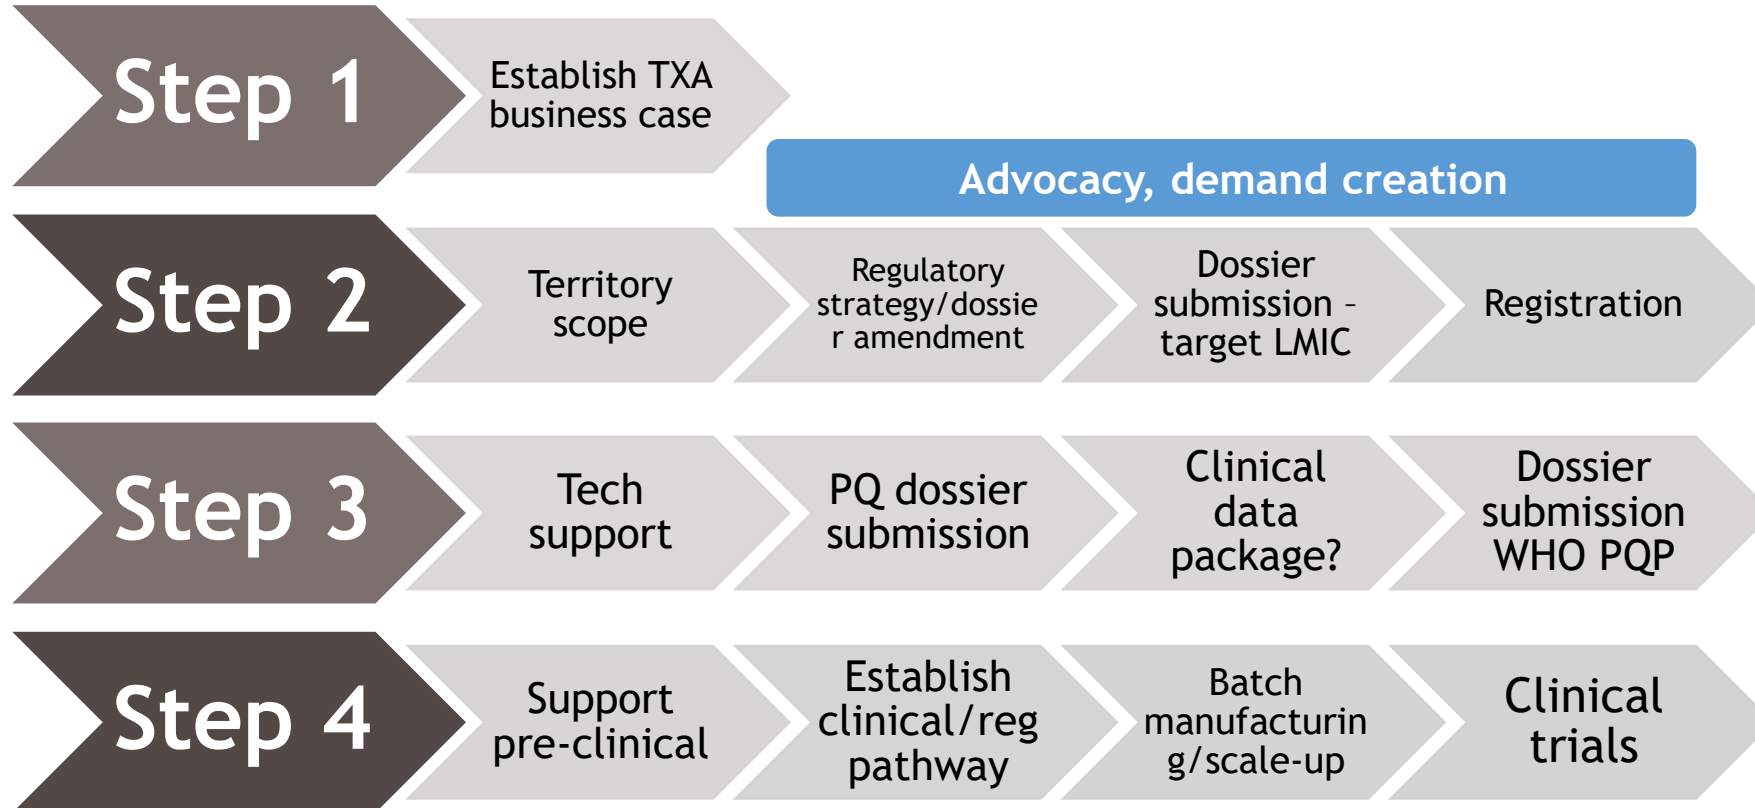 Step 1
Establish TXA
business case
Advocacy, demand creation
Step 2
Territory
scope
Regulatory
strategy/dossie
r amendment
Dossier
submission –
target LMIC
Registration
Step 3
Tech
support
PQ dossier
submission
Clinical
data
package?
Dossier
submission
WHO PQP
Step 4
Support
pre-clinical
Establish
clinical/reg
pathway
Batch
manufacturin
g/scale-up
Clinical
trials